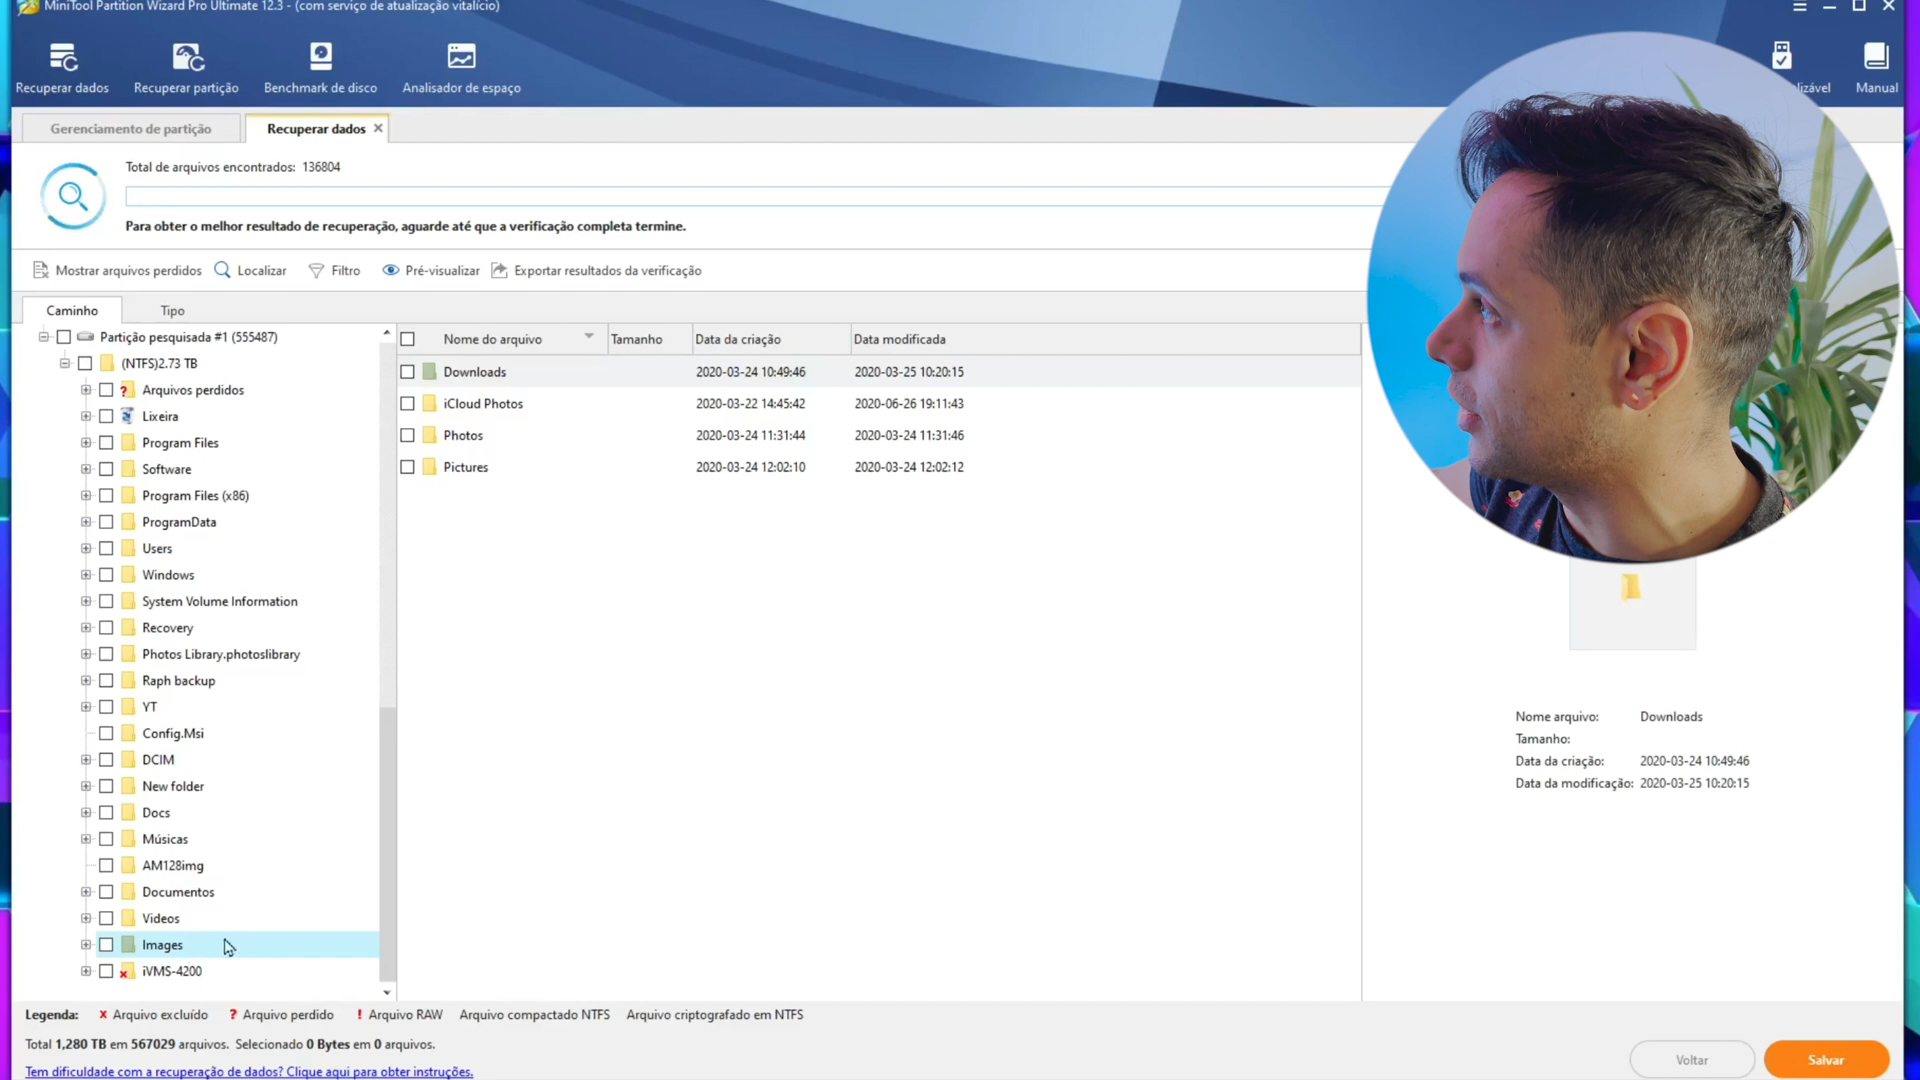 MiniTool Partition Wizard Pro Ultimate 12.3 - (com serviço de atualização vitalício)
Recuperar dados
Recuperar partição
Benchmark de disco
Analisador de espaço
Manual
Gerenciamento de partição
Recuperar dados
Total de arquivos encontrados: 136804
Para obter o melhor resultado de recuperação, aguarde até que a verificação completa termine.
Mostrar arquivos perdidos
Localizar
Filtro
Pré-visualizar
Exportar resultados da verificação
Caminho
Tipo
Partição pesquisada #1 (555487)
(NTFS)2.73 TB
Arquivos perdidos
Lixeira
Program Files
Software
Program Files (x86)
ProgramData
Users
Windows
System Volume Information
Recovery
Photos Library.photoslibrary
Raph backup
YT
Config.Msi
DCIM
New folder
Docs
Músicas
AM128img
Documentos
Videos
Images
iVMS-4200
Nome do arquivo Tamanho Data da criação Data modificada
Downloads 2020-03-24 10:49:46 2020-03-25 10:20:15
iCloud Photos 2020-03-22 14:45:42 2020-06-26 19:11:43
Photos 2020-03-24 11:31:44 2020-03-24 11:31:46
Pictures 2020-03-24 12:02:10 2020-03-24 12:02:12
Nome arquivo: Downloads
Tamanho:
Data da criação: 2020-03-24 10:49:46
Data da modificação: 2020-03-25 10:20:15
Legenda: x Arquivo excluído ? Arquivo perdido ! Arquivo RAW Arquivo compactado NTFS Arquivo criptografado em NTFS
Total 1,280 TB em 567029 arquivos. Selecionado 0 Bytes em 0 arquivos.
Tem dificuldade com a recuperação de dados? Clique aqui para obter instruções.
Voltar
Salvar